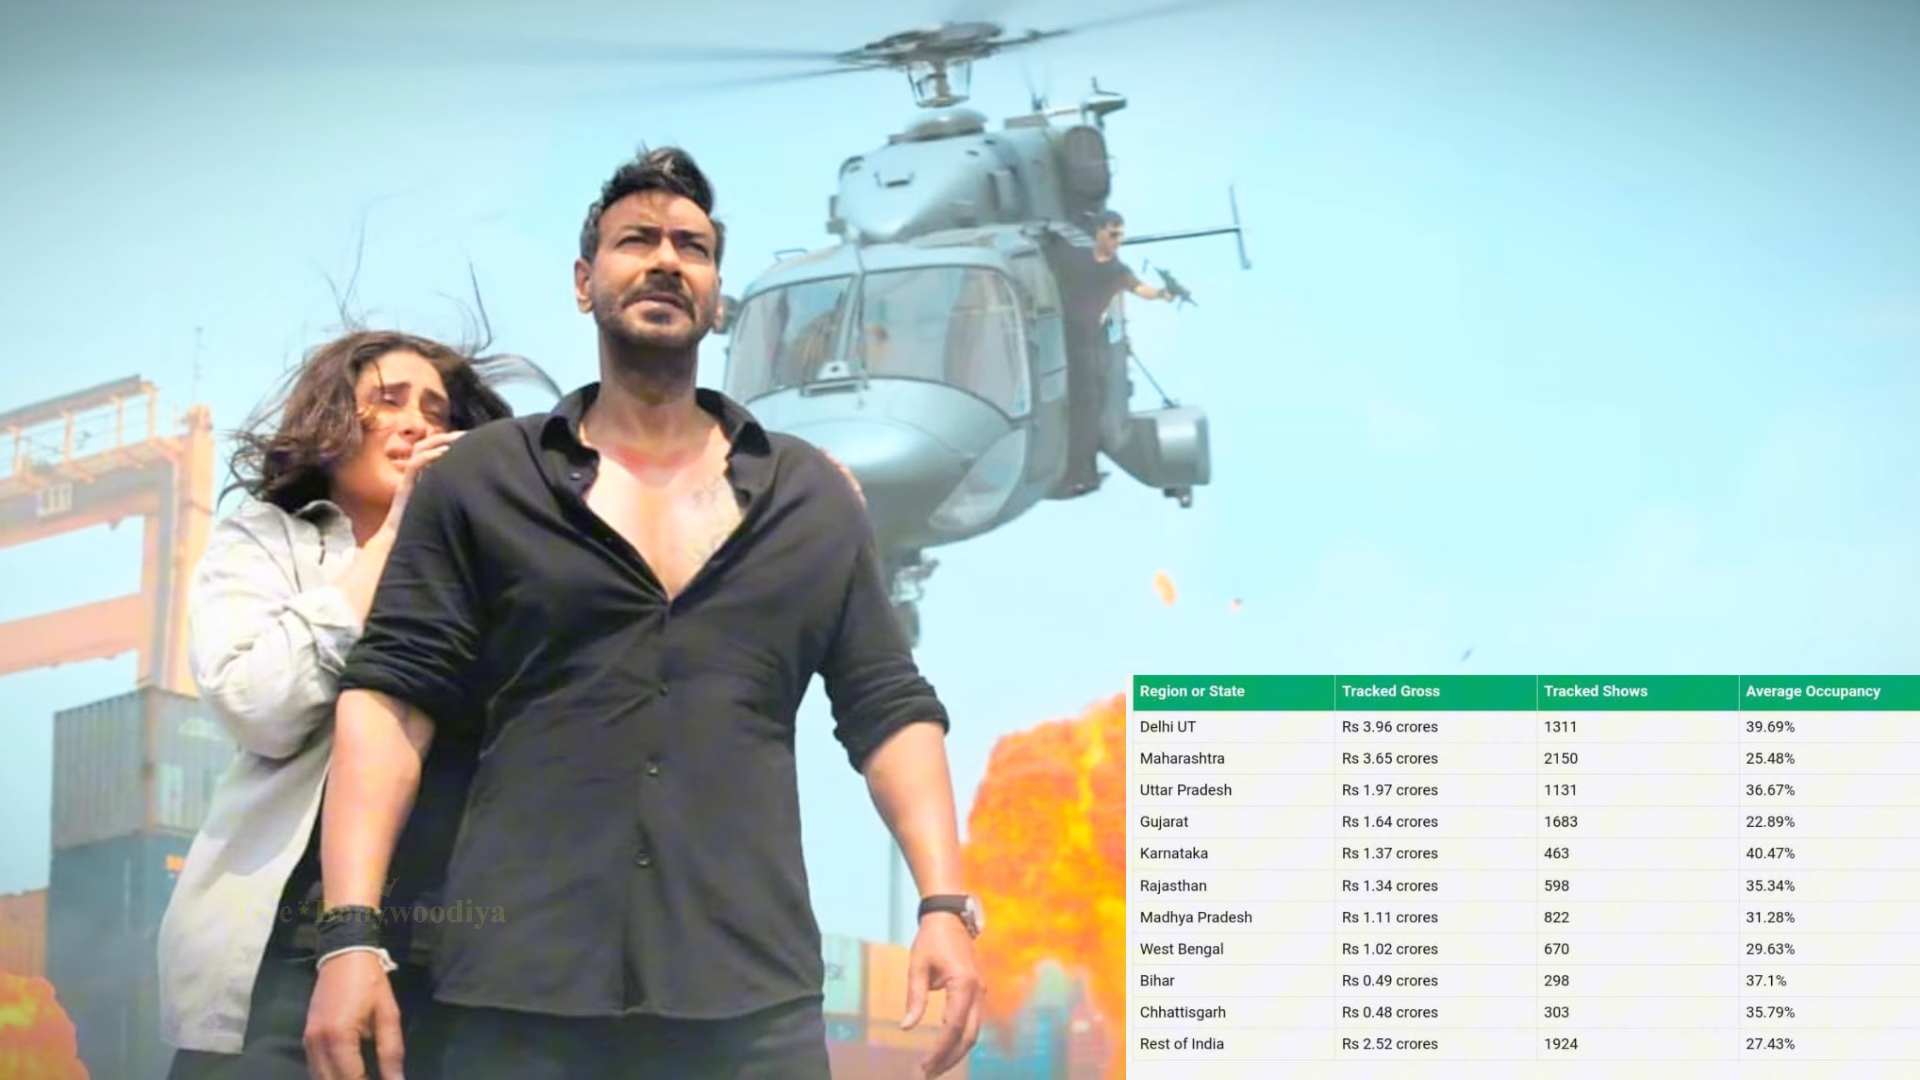 Bollywoodiya
Region or State Tracked Gross Tracked Shows Average Occupancy
Delhi UT Rs 3.96 crores 1311 39.69%
Maharashtra Rs 3.65 crores 2150 25.48%
Uttar Pradesh Rs 1.97 crores 1131 36.67%
Gujarat Rs 1.64 crores 1683 22.89%
Karnataka Rs 1.37 crores 463 40.47%
Rajasthan Rs 1.34 crores 598 35.34%
Madhya Pradesh Rs 1.11 crores 822 31.28%
West Bengal Rs 1.02 crores 670 29.63%
Bihar Rs 0.49 crores 298 37.1%
Chhattisgarh Rs 0.48 crores 303 35.79%
Rest of India Rs 2.52 crores 1924 27.43%